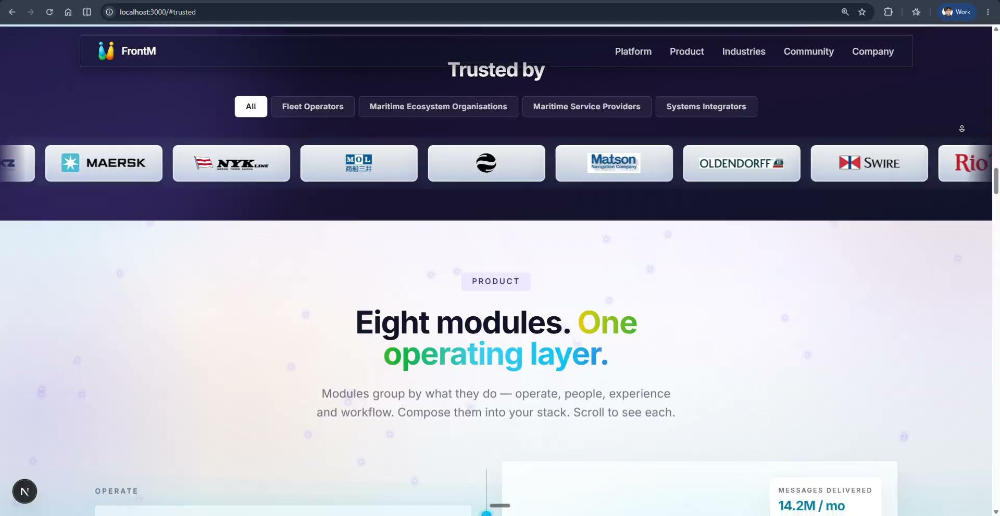 localhost:3000/#trusted
Work
FrontM
Platform
Product
Industries
Community
Company
Trusted by
All
Fleet Operators
Maritime Ecosystem Organisations
Maritime Service Providers
Systems Integrators
MAERSK
NYK LINE
NIPPON YUSEN KAISHA
MOL
商船三井
Matson
Navigation Company
OLDENDORFF
EO
SWIRE
Rio
PRODUCT
Eight modules. One
operating layer.
Modules group by what they do — operate, people, experience
and workflow. Compose them into your stack. Scroll to see each.
OPERATE
MESSAGES DELIVERED
14.2M / mo
N